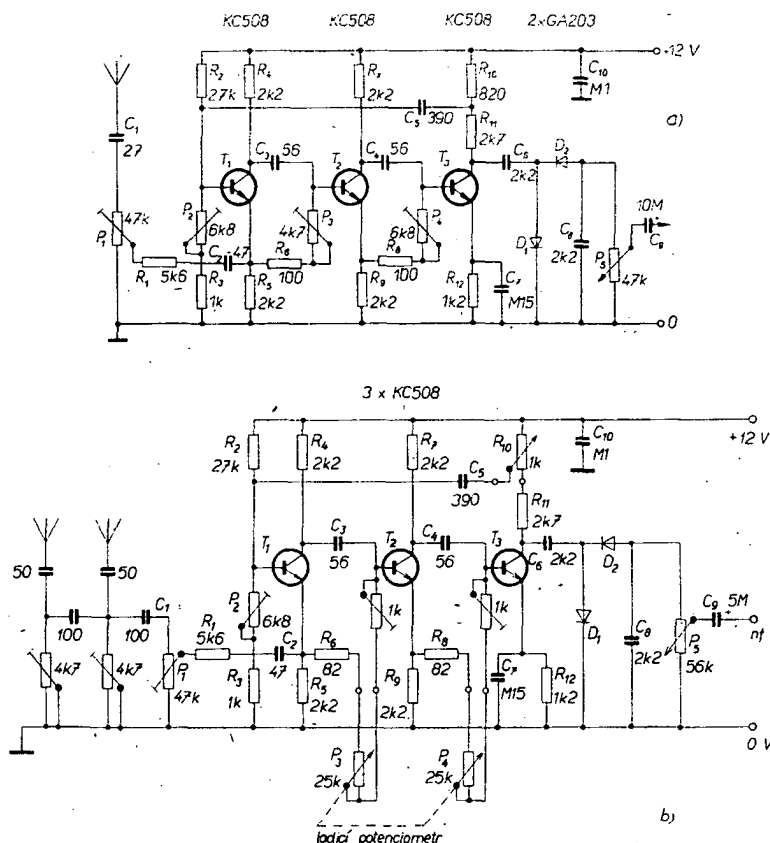 KC508 KC508 KC508 2xGA203
+12 V
R2 27k
R4 2k2
R7 2k2
R10 820
C10 M1
a)
C5 390
R11 2k7
C1 27
T1
C3 56
T2
C4 56
T3
C6 2k2
D2
P1 47k
P2 6k8
P3 4k7
P4 6k8
D1
C8 2k2
P5 47k
10M C9
R1 5k6
C2 47
R3 1k
R5 2k2
R6 100
R9 2k2
R8 100
R12 1k2
C7 M15
0
3 x KC508
+12 V
R2 27k
R4 2k2
R7 2k2
R10 1k
C10 M1
C5 390
R11 2k7
50
50
T1
C3 56
T2
C4 56
T3
C6 2k2
D2
100
100
C1
P2 6k8
1k
1k
D1
C8 2k2
P5 56k
C9 5M
nf
4k7
4k7
P1 47k
R1 5k6
C2 47
R3 1k
R5 2k2
R6 82
R9 2k2
R8 82
C7 M15
R12 1k2
0 V
P3 25k
P4 25k
ladicí potenciometr
b)